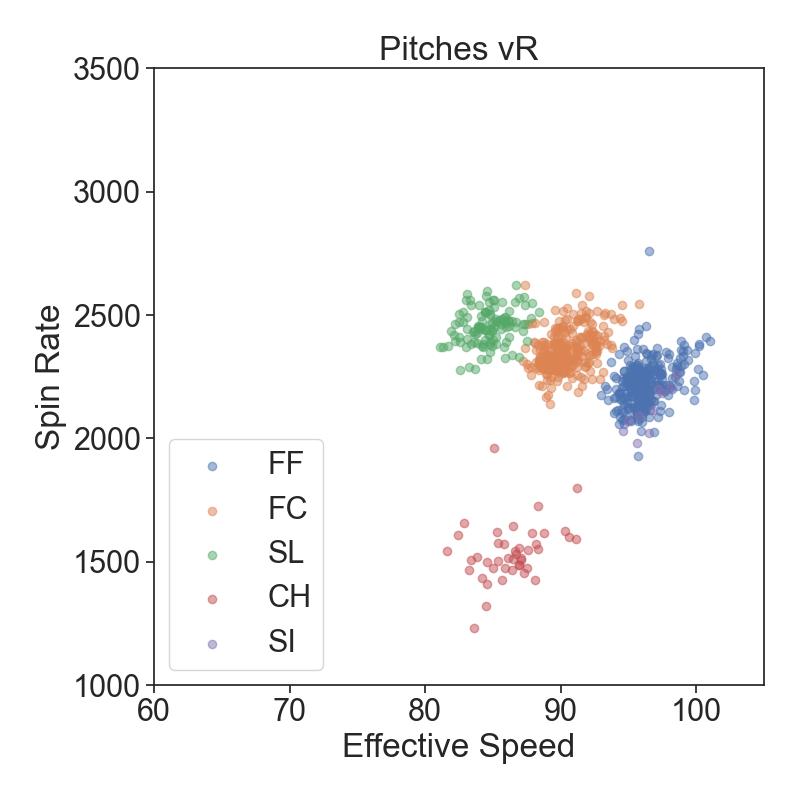 Pitches vR
3500
3000
2500
2000
1500
1000
Spin Rate
FF
FC
SL
CH
SI
60 70 80 90 100
Effective Speed